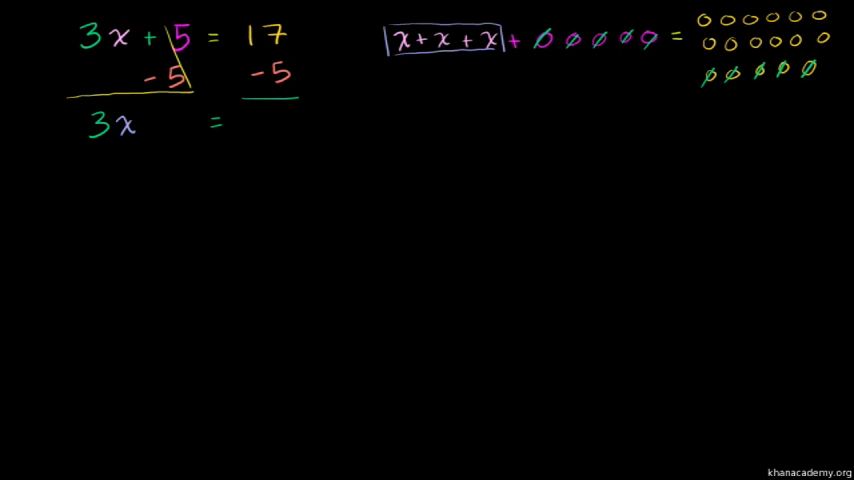 3x + 5 = 17
x + x + x + 0 0 0 0 0 = 0 0 0 0 0 0
0 0 0 0 0 0
- 5 - 5
0 0 0 0 0
3x =
khanacademy.org